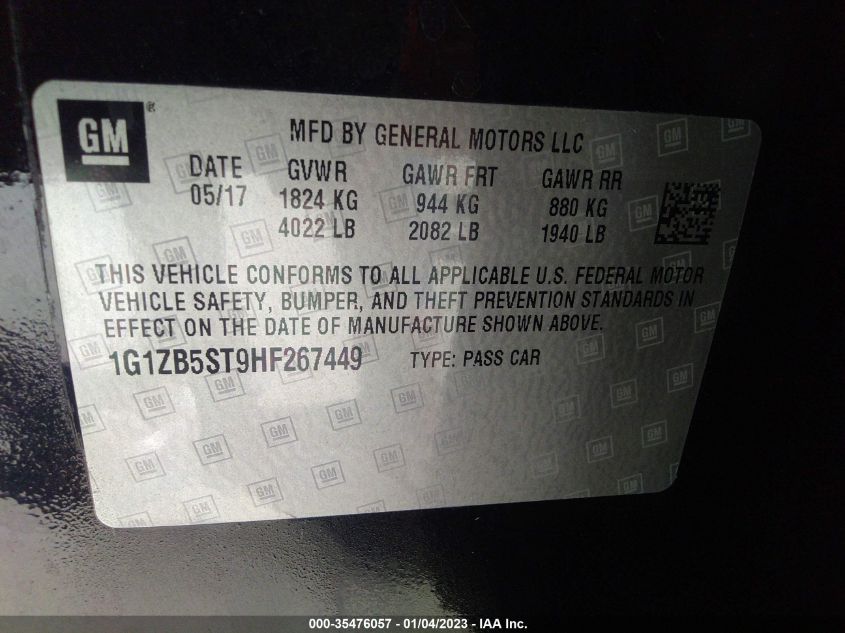 GM ®
MFD BY GENERAL MOTORS LLC
DATE GVWR GAWR FRT GAWR RR
05/17 1824 KG 944 KG 880 KG
4022 LB 2082 LB 1940 LB
THIS VEHICLE CONFORMS TO ALL APPLICABLE U.S. FEDERAL MOTOR
VEHICLE SAFETY, BUMPER, AND THEFT PREVENTION STANDARDS IN
EFFECT ON THE DATE OF MANUFACTURE SHOWN ABOVE.
1G1ZB5ST9HF267449 TYPE: PASS CAR
000-35476057 - 01/04/2023 - IAA Inc.